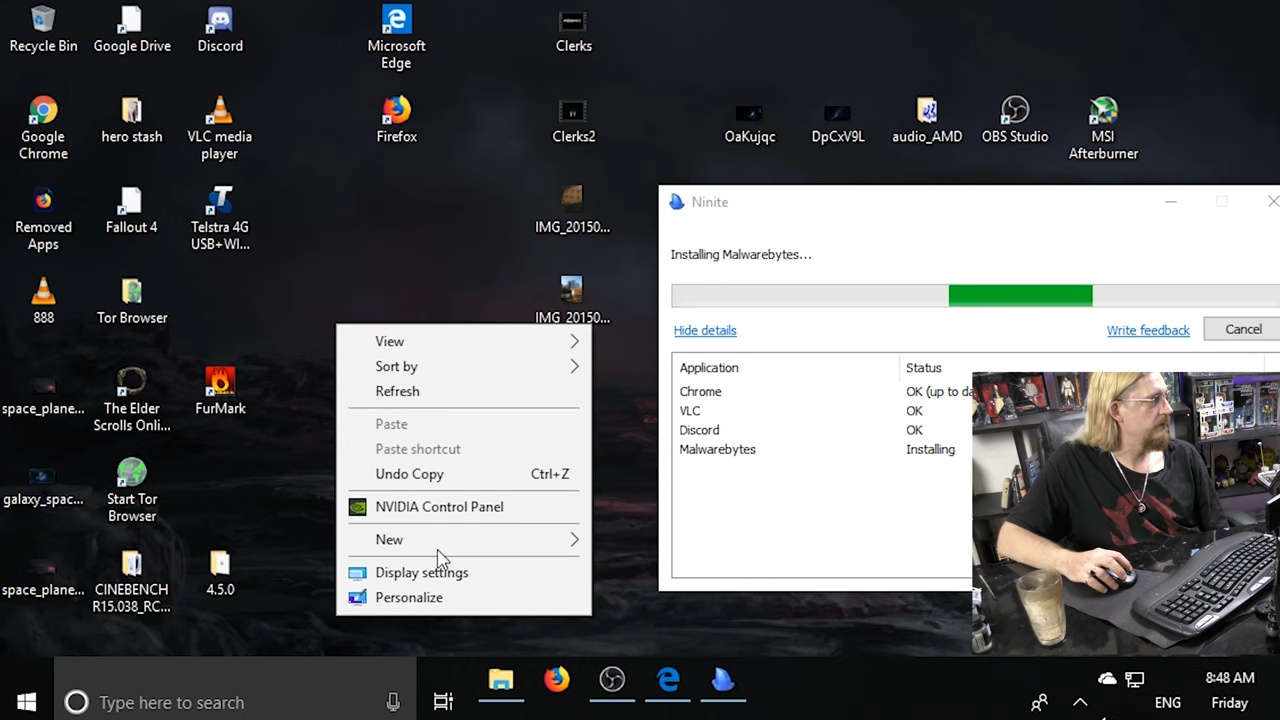 Recycle Bin
Google Drive
Discord
Microsoft
Edge
Clerks
Google
Chrome
hero stash
VLC media
player
Firefox
Clerks2
OaKujqc
DpCxV9L
audio_AMD
OBS Studio
MSI
Afterburner
Removed
Apps
Fallout 4
Telstra 4G
USB+WI...
IMG_20150...
888
Tor Browser
IMG_20150...
space_plane...
The Elder
Scrolls Onli...
FurMark
galaxy_spac...
Start Tor
Browser
space_plane...
CINEBENCH
R15.038_RC...
4.5.0
View
Sort by
Refresh
Paste
Paste shortcut
Undo Copy Ctrl+Z
NVIDIA Control Panel
New
Display settings
Personalize
Ninite
Installing Malwarebytes...
Hide details
Write feedback
Cancel
Application Status
Chrome OK (up to da
VLC OK
Discord OK
Malwarebytes Installing
Type here to search
8:48 AM
ENG Friday